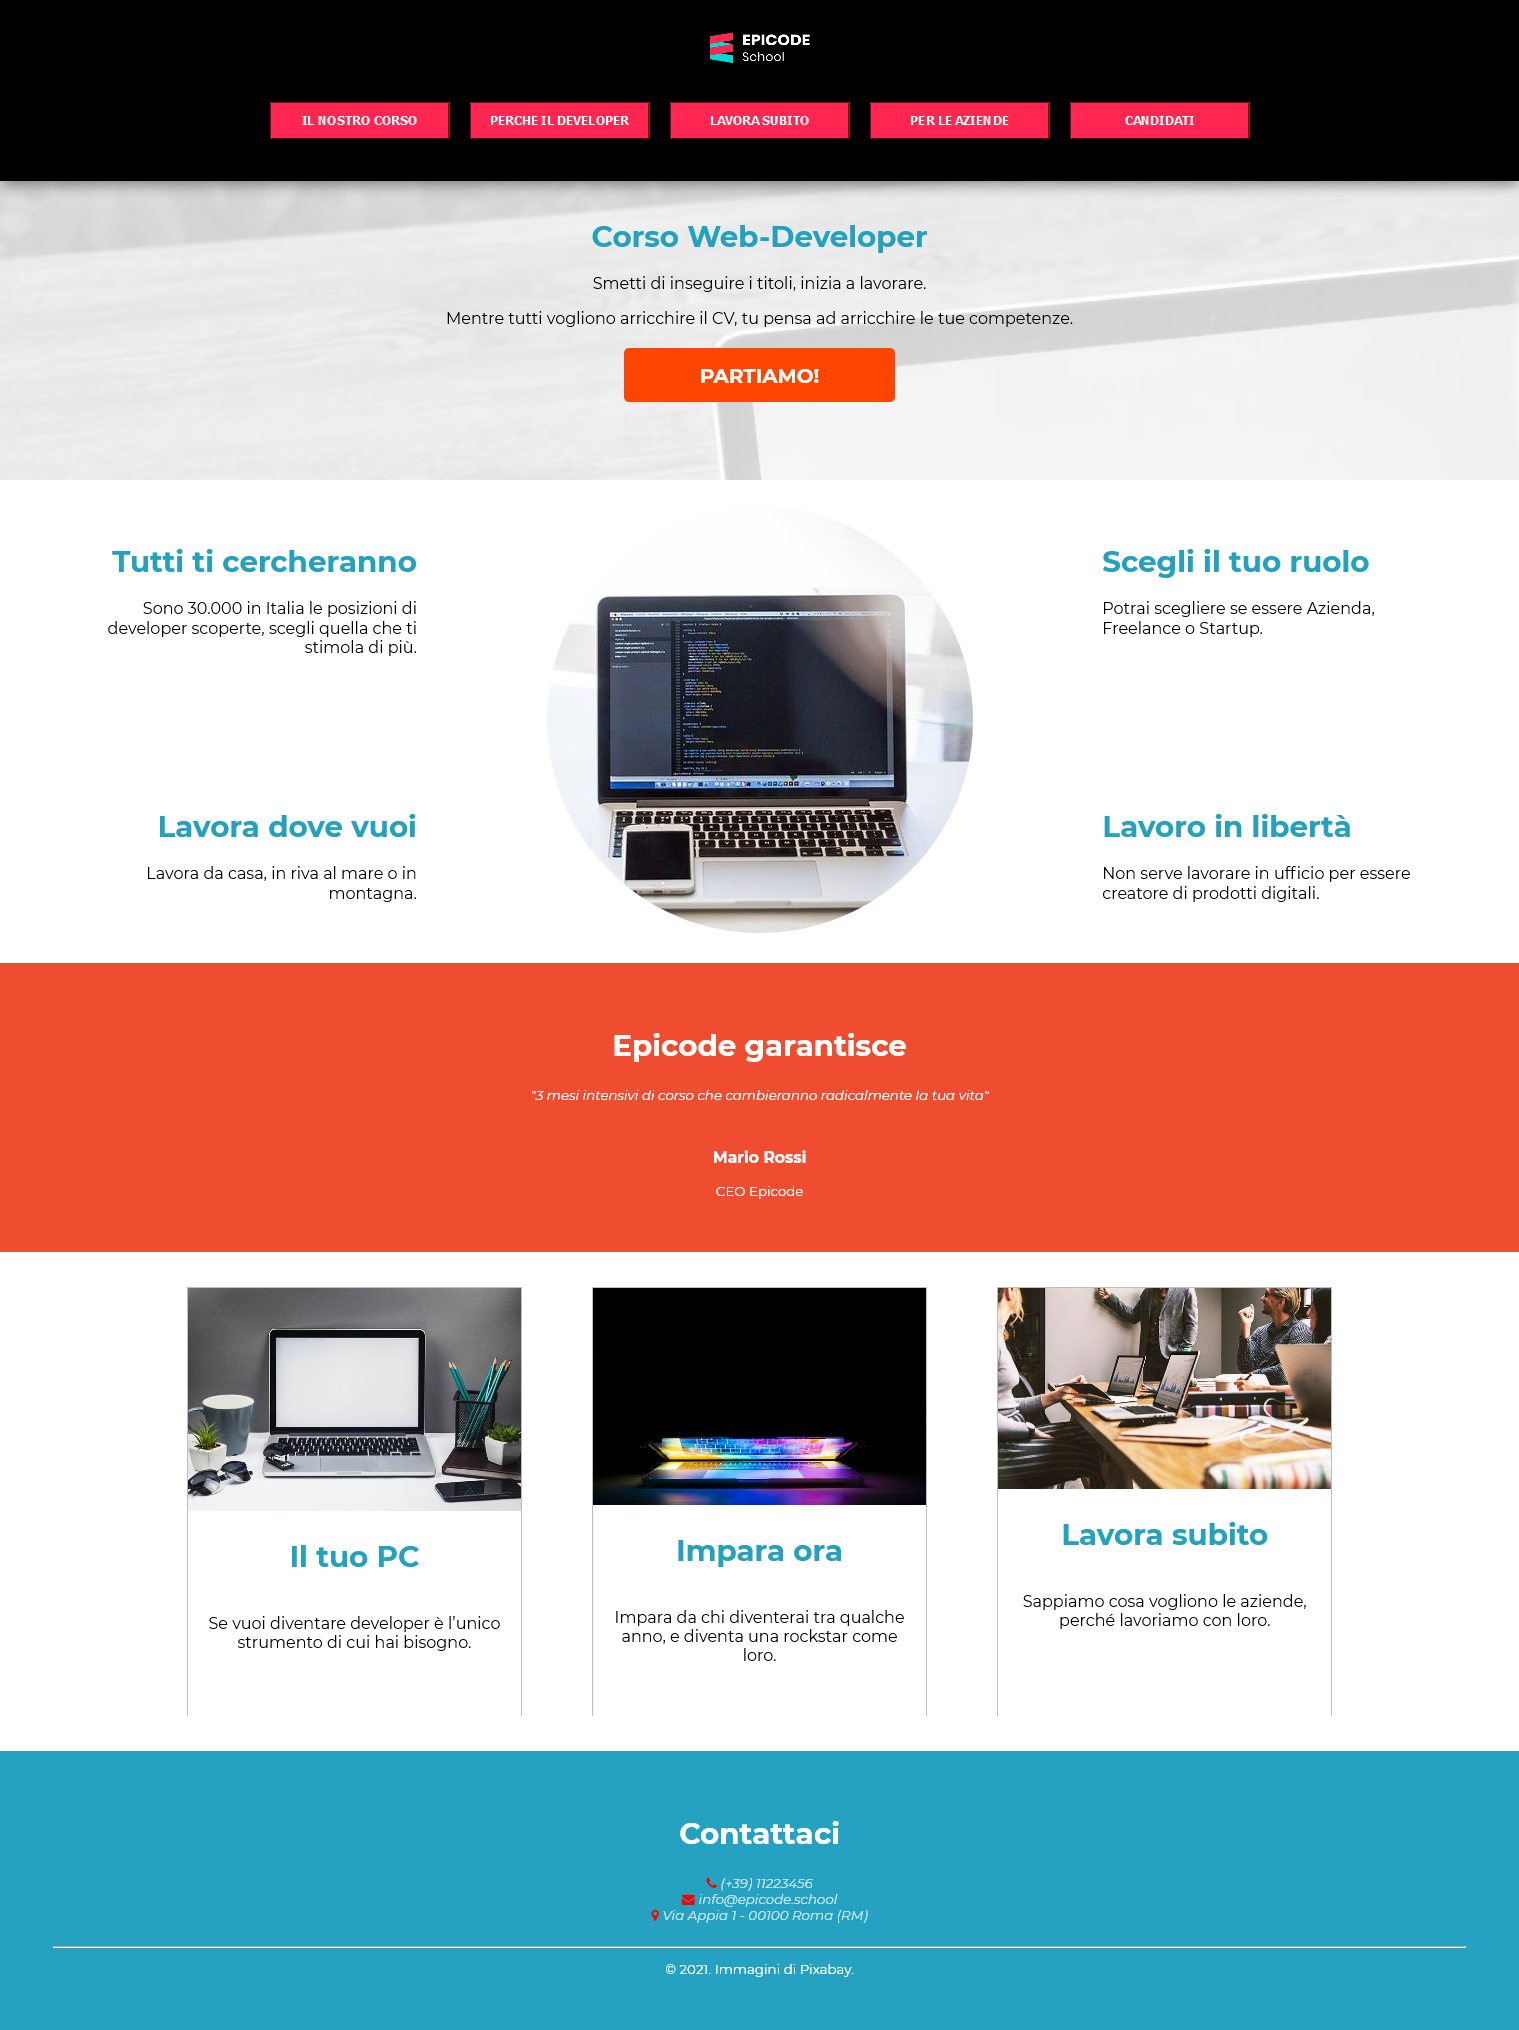 EPICODE
School
IL NOSTRO CORSO
PERCHE IL DEVELOPER
LAVORA SUBITO
PER LE AZIENDE
CANDIDATI
Corso Web-Developer
Smetti di inseguire i titoli, inizia a lavorare.
Mentre tutti vogliono arricchire il CV, tu pensa ad arricchire le tue competenze.
PARTIAMO!
Tutti ti cercheranno
Sono 30.000 in Italia le posizioni di
developer scoperte, scegli quella che ti
stimola di più.
Scegli il tuo ruolo
Potrai scegliere se essere Azienda,
Freelance o Startup.
Lavora dove vuoi
Lavora da casa, in riva al mare o in
montagna.
Lavoro in libertà
Non serve lavorare in ufficio per essere
creatore di prodotti digitali.
Epicode garantisce
"3 mesi intensivi di corso che cambieranno radicalmente la tua vita"
Mario Rossi
CEO Epicode
Il tuo PC
Se vuoi diventare developer è l’unico
strumento di cui hai bisogno.
Impara ora
Impara da chi diventerai tra qualche
anno, e diventa una rockstar come
loro.
Lavora subito
Sappiamo cosa vogliono le aziende,
perché lavoriamo con loro.
Contattaci
(+39) 11223456
info@epicode.school
Via Appia 1 - 00100 Roma (RM)
© 2021. Immagini di Pixabay.